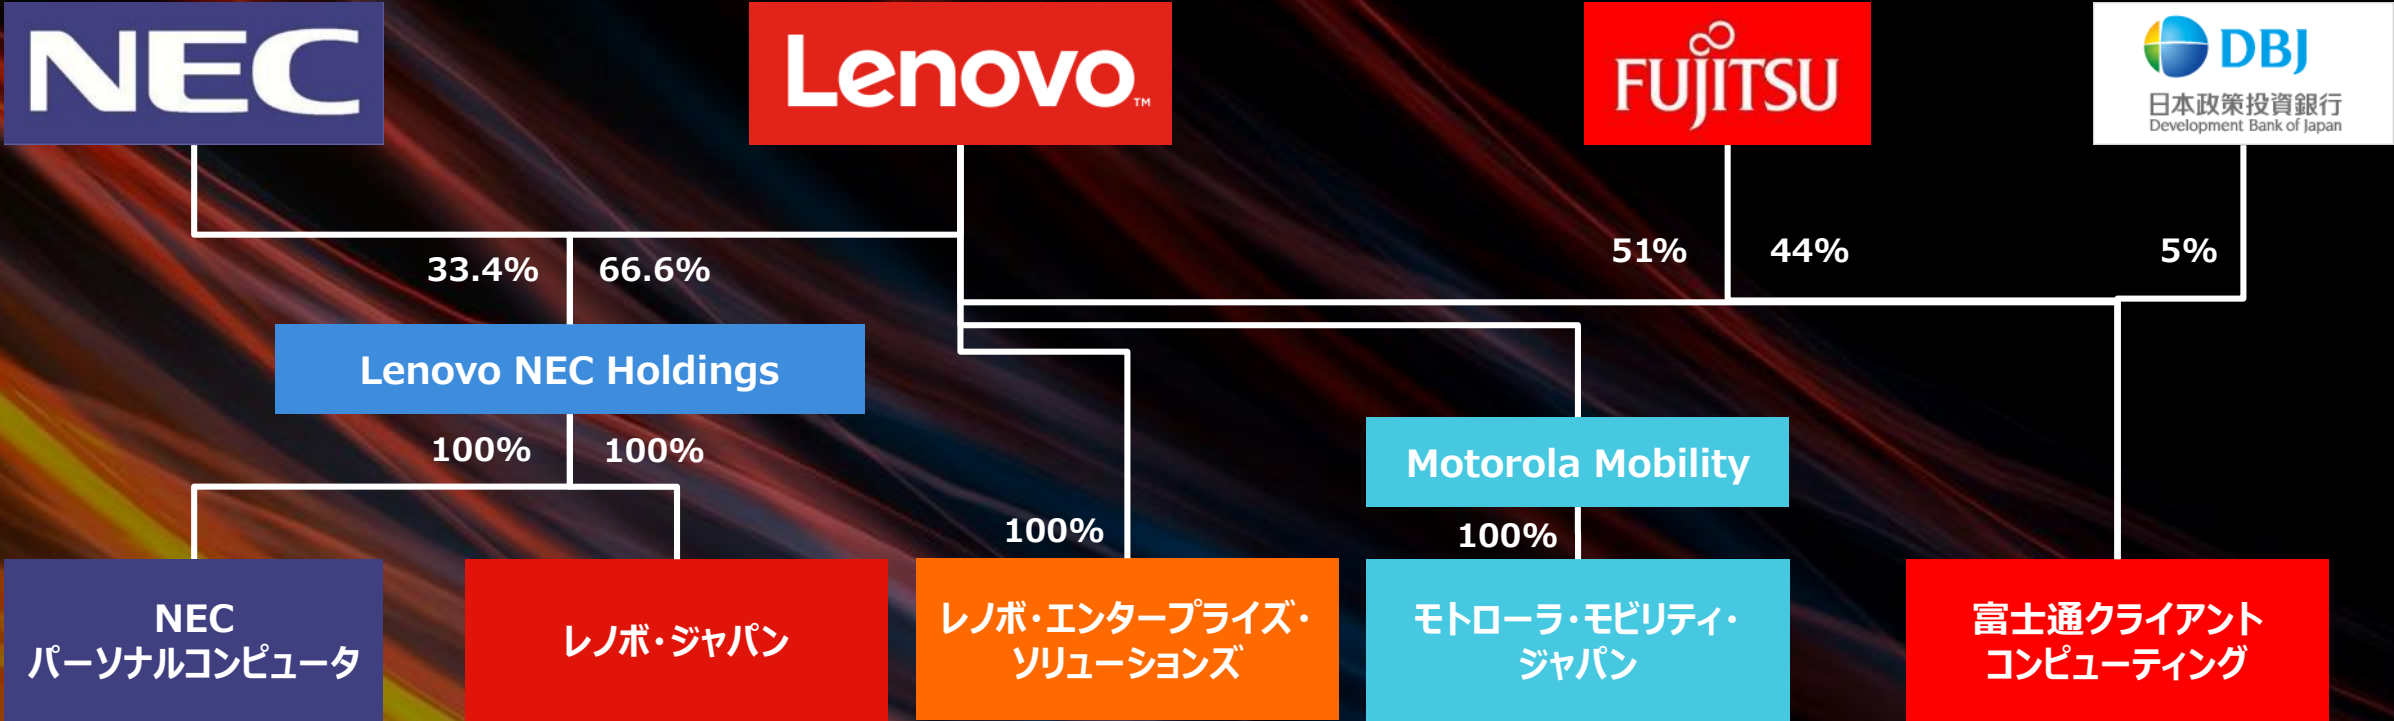 NEC
Lenovo™
FUJITSU
DBJ
日本政策投資銀行
Development Bank of Japan
33.4%
66.6%
51%
44%
5%
Lenovo NEC Holdings
100%
100%
Motorola Mobility
100%
100%
NEC
パーソナルコンピュータ
レノボ・ジャパン
レノボ・エンタープライズ・
ソリューションズ
モトローラ・モビリティ・
ジャパン
富士通クライアント
コンピューティング